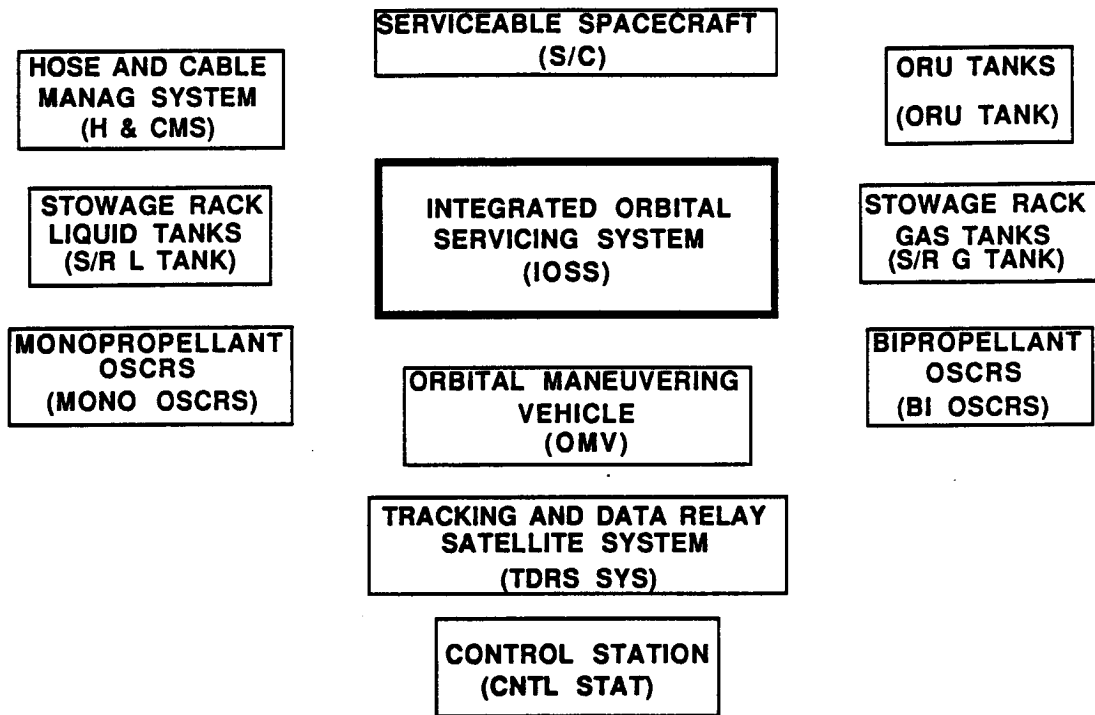 SERVICEABLE SPACECRAFT
(S/C)
HOSE AND CABLE
MANAG SYSTEM
(H & CMS)
ORU TANKS
(ORU TANK)
STOWAGE RACK
LIQUID TANKS
(S/R L TANK)
INTEGRATED ORBITAL
SERVICING SYSTEM
(IOSS)
STOWAGE RACK
GAS TANKS
(S/R G TANK)
MONOPROPELLANT
OSCRS
(MONO OSCRS)
ORBITAL MANEUVERING
VEHICLE
(OMV)
BIPROPELLANT
OSCRS
(BI OSCRS)
TRACKING AND DATA RELAY
SATELLITE SYSTEM
(TDRS SYS)
CONTROL STATION
(CNTL STAT)